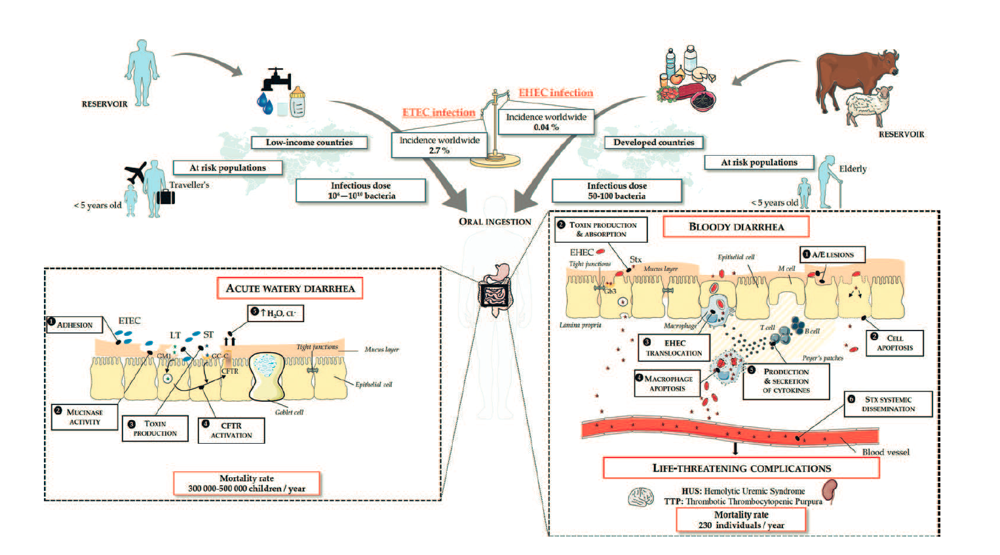 RESERVOIR
ETEC infection
EHEC infection
Incidence worldwide
2.7 %
Incidence worldwide
0.04 %
RESERVOIR
Low-income countries
Developed countries
At risk populations
At risk populations
Traveller's
< 5 years old
Elderly
< 5 years old
Infectious dose
10⁶—10¹⁰ bacteria
Infectious dose
50-100 bacteria
ORAL INGESTION
ACUTE WATERY DIARRHEA
❶ ADHESION
ETEC
LT
ST
❺ ↑ H₂O, CL⁻
GM1
GC-C
CFTR
Tight junctions
Mucus layer
Epithelial cell
Goblet cell
❷ MUCINASE
ACTIVITY
❸ TOXIN
PRODUCTION
❹ CFTR
ACTIVATION
Mortality rate
300 000-500 000 children / year
BLOODY DIARRHEA
❷ TOXIN PRODUCTION
& ABSORPTION
EHEC
Stx
Tight junctions
Mucus layer
Epithelial cell
M cell
❶ A/E LESIONS
Gb3
Lamina propria
Macrophage
T cell
B cell
Peyer's patches
❸ EHEC
TRANSLOCATION
❷ CELL
APOPTOSIS
❹ MACROPHAGE
APOPTOSIS
❺ PRODUCTION
& SECRETION
OF CYTOKINES
❻ STX SYSTEMIC
DISSEMINATION
Blood vessel
LIFE-THREATENING COMPLICATIONS
HUS: Hemolytic Uremic Syndrome
TTP: Thrombotic Thrombocytopenic Purpura
Mortality rate
230 individuals / year